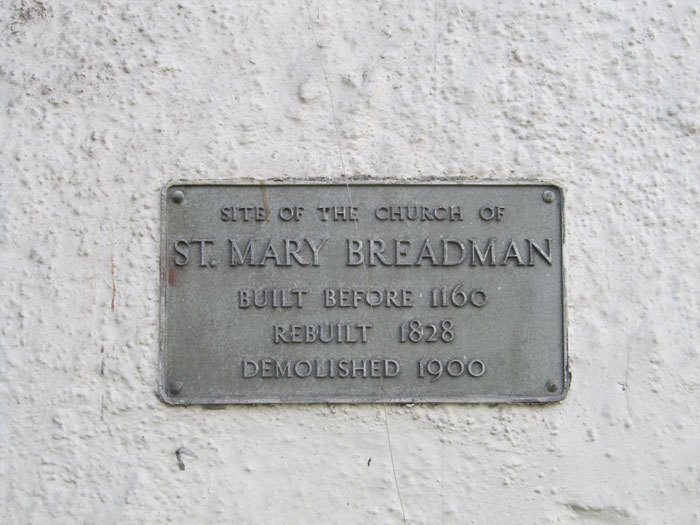 SITE OF THE CHURCH OF
ST. MARY BREADMAN
BUILT BEFORE 1160
REBUILT 1828
DEMOLISHED 1900